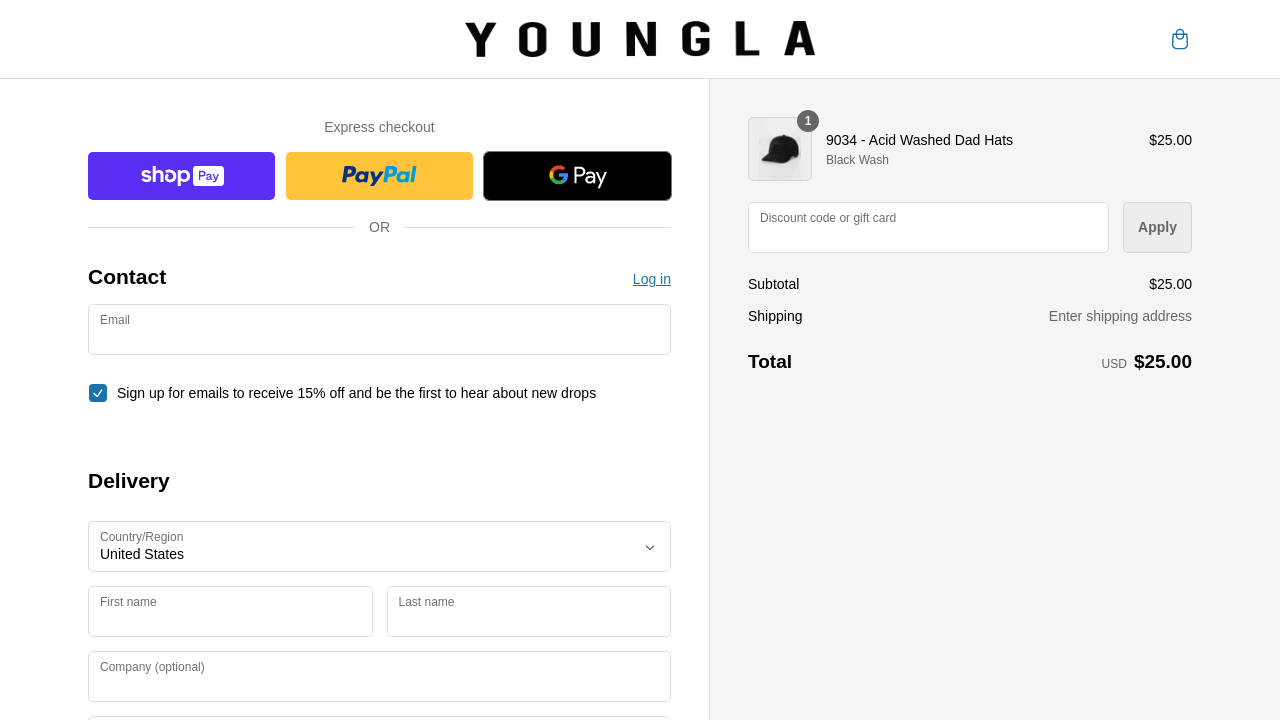 YOUNGLA
Express checkout
shop Pay
PayPal
G Pay
OR
Contact
Log in
Email
Sign up for emails to receive 15% off and be the first to hear about new drops
Delivery
Country/Region
United States
First name
Last name
Company (optional)
1
9034 - Acid Washed Dad Hats
$25.00
Black Wash
Discount code or gift card
Apply
Subtotal
$25.00
Shipping
Enter shipping address
Total
USD $25.00